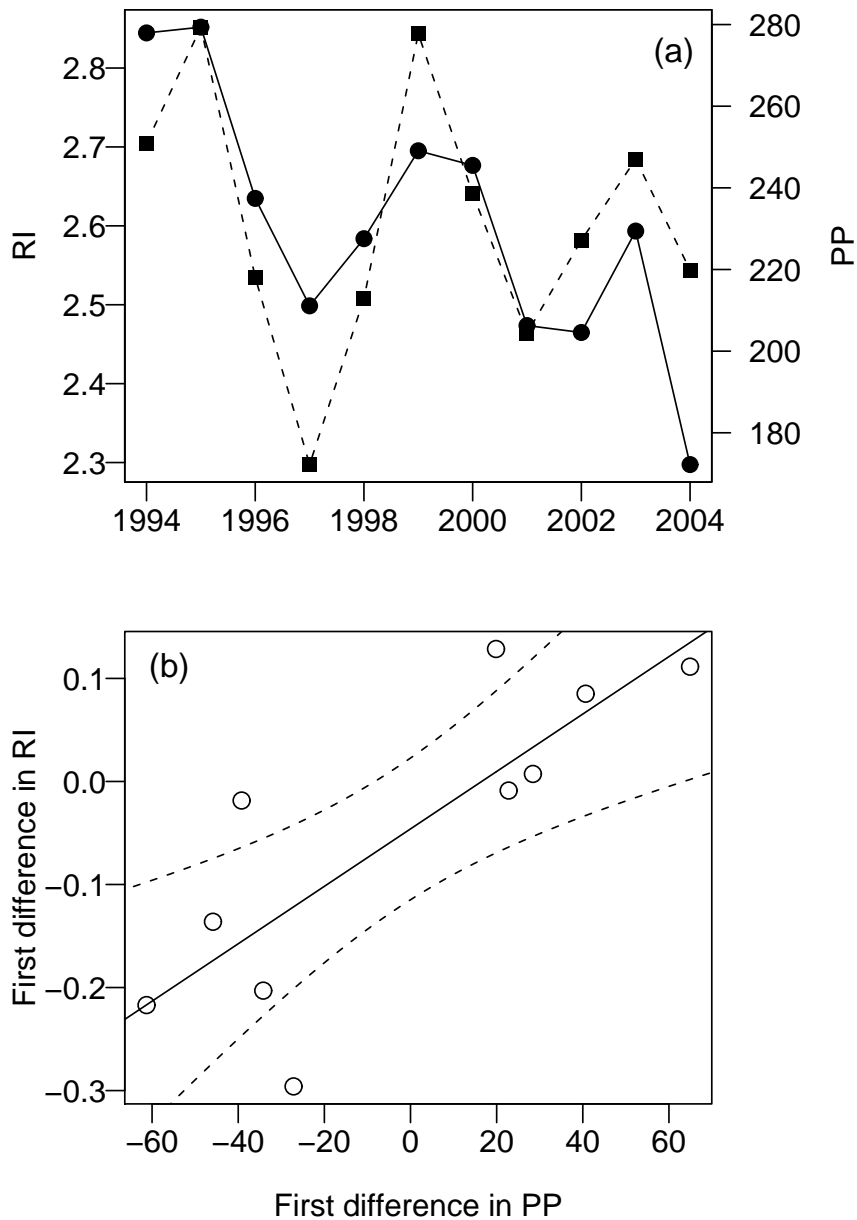 (a)
RI
2.8
2.7
2.6
2.5
2.4
2.3
280
260
240
220
200
180
PP
1994 1996 1998 2000 2002 2004
(b)
First difference in RI
0.1
0.0
−0.1
−0.2
−0.3
−60 −40 −20 0 20 40 60
First difference in PP